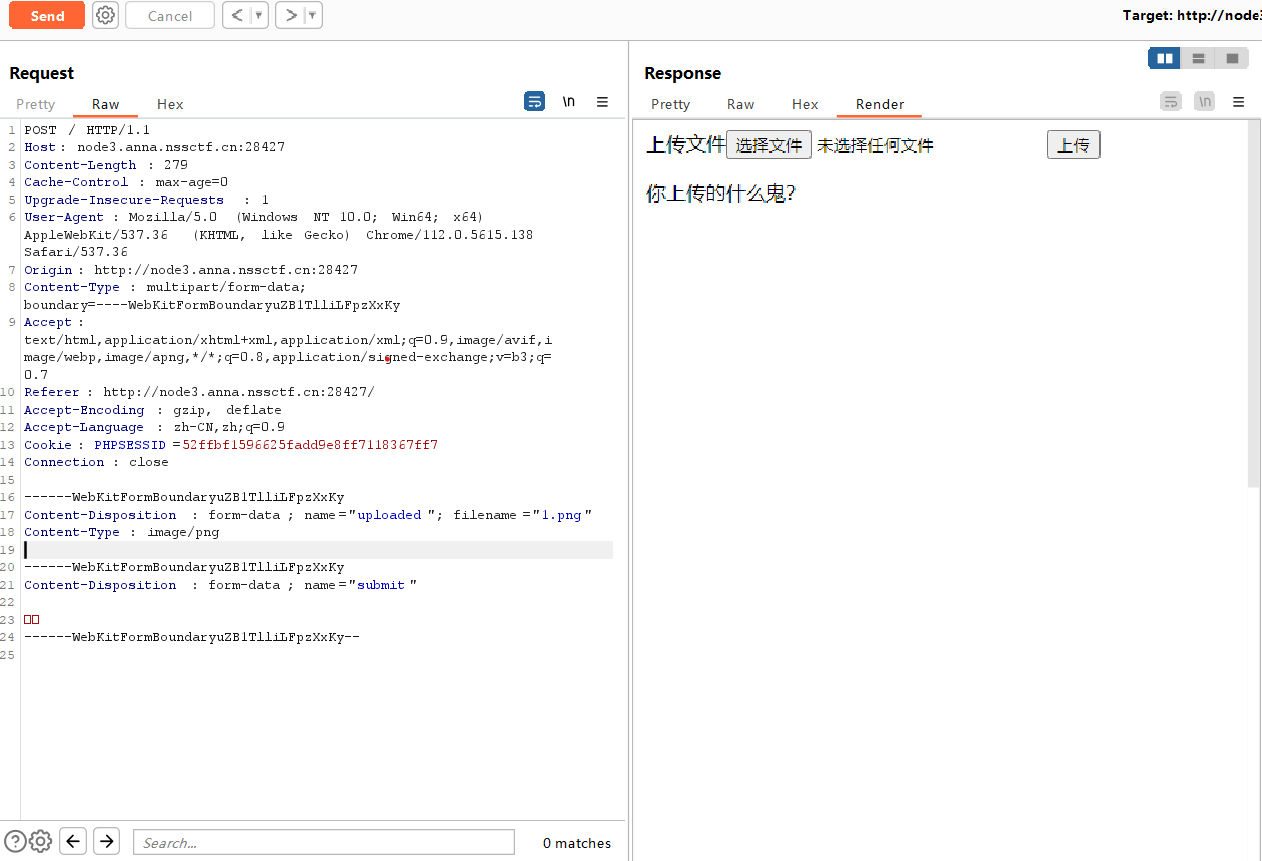 Send
Cancel
< ▼
> ▼
Target: http://node3
Request
Response
Pretty Raw Hex
\n
Pretty Raw Hex Render
\n
1 POST / HTTP/1.1
2 Host: node3.anna.nssctf.cn:28427
3 Content-Length : 279
4 Cache-Control : max-age=0
5 Upgrade-Insecure-Requests : 1
6 User-Agent : Mozilla/5.0 (Windows NT 10.0; Win64; x64)
AppleWebKit/537.36 (KHTML, like Gecko) Chrome/112.0.5615.138
Safari/537.36
7 Origin : http://node3.anna.nssctf.cn:28427
8 Content-Type : multipart/form-data;
boundary=----WebKitFormBoundaryuZB1TlliLFpzXxKy
9 Accept :
text/html,application/xhtml+xml,application/xml;q=0.9,image/avif,i
mage/webp,image/apng,*/*;q=0.8,application/signed-exchange;v=b3;q=
0.7
10 Referer : http://node3.anna.nssctf.cn:28427/
11 Accept-Encoding : gzip, deflate
12 Accept-Language : zh-CN,zh;q=0.9
13 Cookie : PHPSESSID =52ffbf1596625fadd9e8ff7118367ff7
14 Connection : close
15
16 ------WebKitFormBoundaryuZB1TlliLFpzXxKy
17 Content-Disposition : form-data ; name="uploaded "; filename ="1.png"
18 Content-Type : image/png
19
20 ------WebKitFormBoundaryuZB1TlliLFpzXxKy
21 Content-Disposition : form-data ; name="submit "
22
23 □□
24 ------WebKitFormBoundaryuZB1TlliLFpzXxKy--
25
上传文件 选择文件 未选择任何文件 上传
你上传的什么鬼?
Search...
0 matches